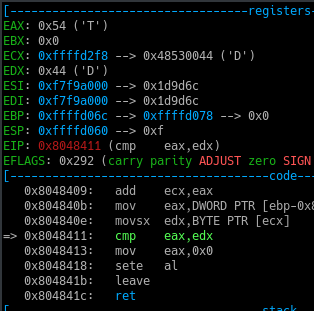 [----------------------------------registers-
EAX: 0x54 ('T')
EBX: 0x0
ECX: 0xffffd2f8 --> 0x48530044 ('D')
EDX: 0x44 ('D')
ESI: 0xf7f9a000 --> 0x1d9d6c
EDI: 0xf7f9a000 --> 0x1d9d6c
EBP: 0xffffd06c --> 0xffffd078 --> 0x0
ESP: 0xffffd060 --> 0xf
EIP: 0x8048411 (cmp eax,edx)
EFLAGS: 0x292 (carry parity ADJUST zero SIGN
[-------------------------------------code---
0x8048409: add ecx,eax
0x804840b: mov eax,DWORD PTR [ebp-0x8
0x804840e: movsx edx,BYTE PTR [ecx]
=> 0x8048411: cmp eax,edx
0x8048413: mov eax,0x0
0x8048418: sete al
0x804841b: leave
0x804841c: ret
[------------------------------------stack---